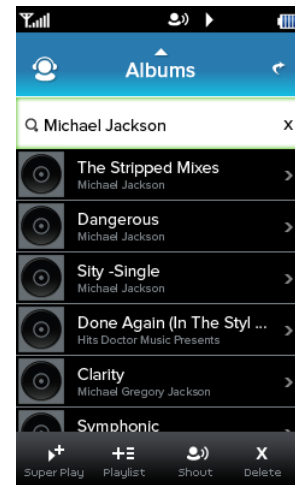 Albums
Michael Jackson x
The Stripped Mixes
Michael Jackson
Dangerous
Michael Jackson
Sity -Single
Michael Jackson
Done Again (In The Styl ...
Hits Doctor Music Presents
Clarity
Michael Gregory Jackson
Symphonic
Super Play Playlist Shout Delete